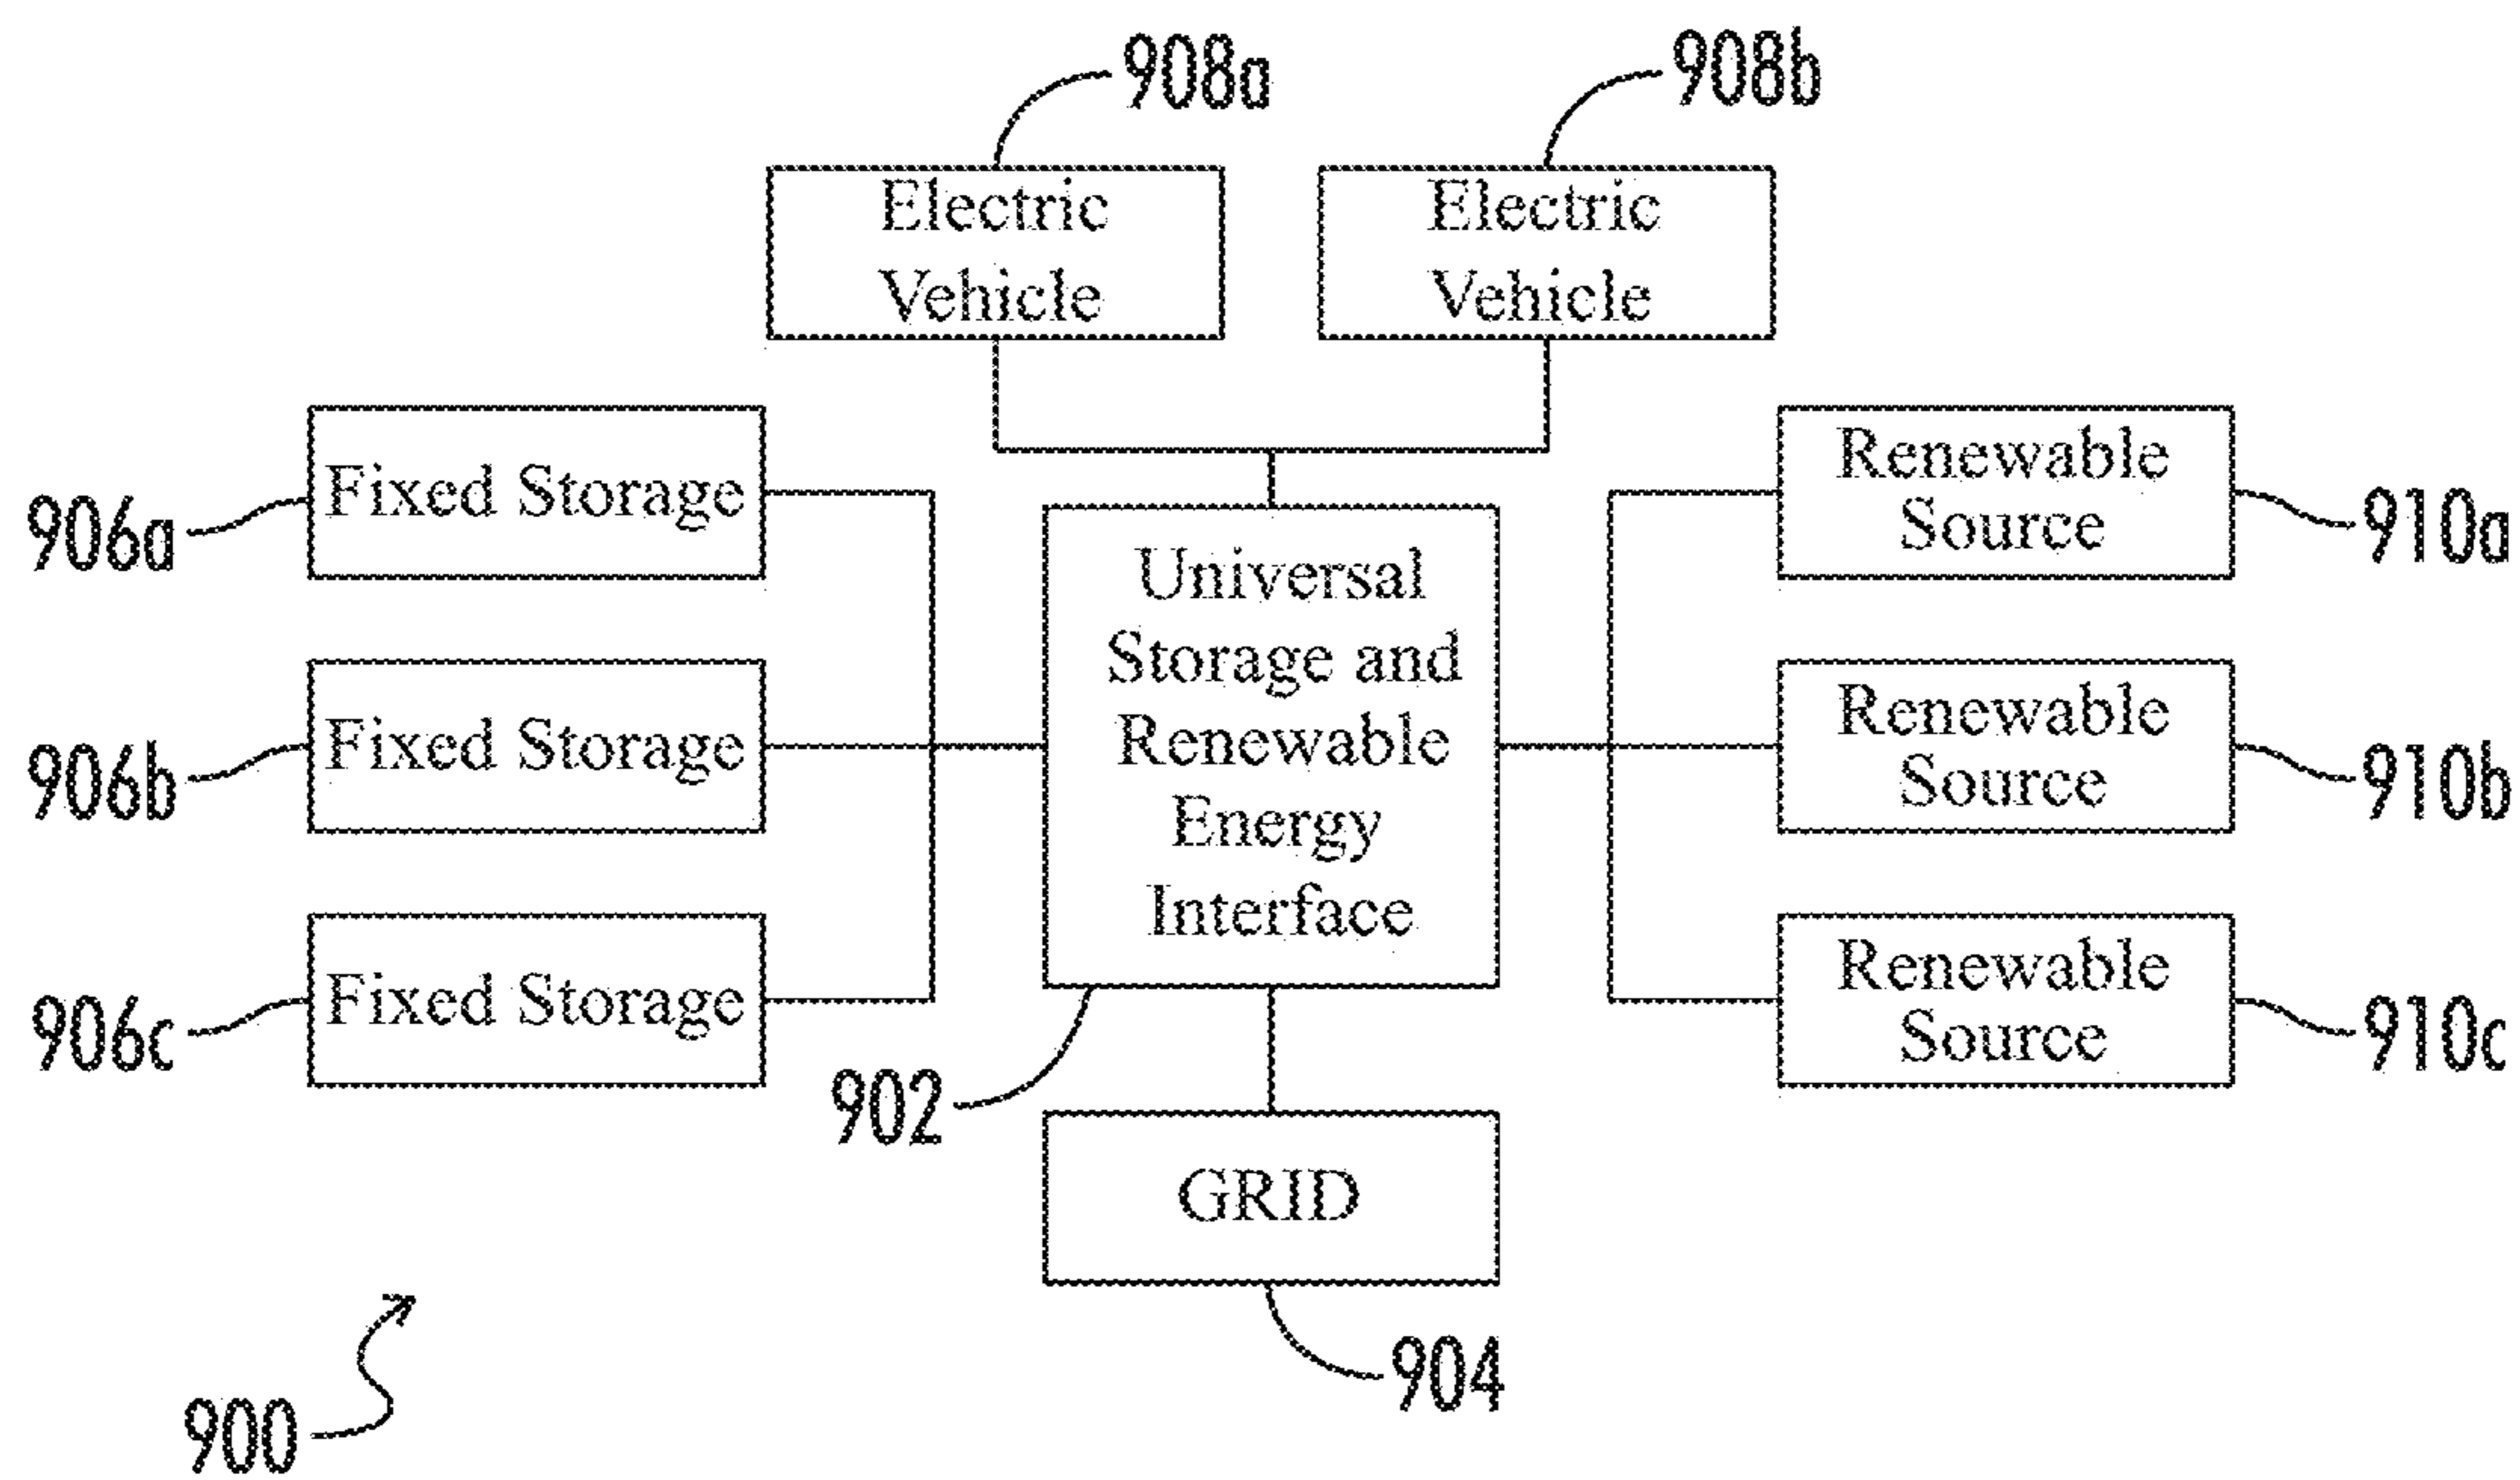 908a
908b
Electric
Vehicle
Electric
Vehicle
906a
Fixed Storage
Renewable
Source
910a
Universal
Storage and
Renewable
Energy
Interface
906b
Fixed Storage
Renewable
Source
910b
906c
Fixed Storage
Renewable
Source
910c
902
GRID
904
900